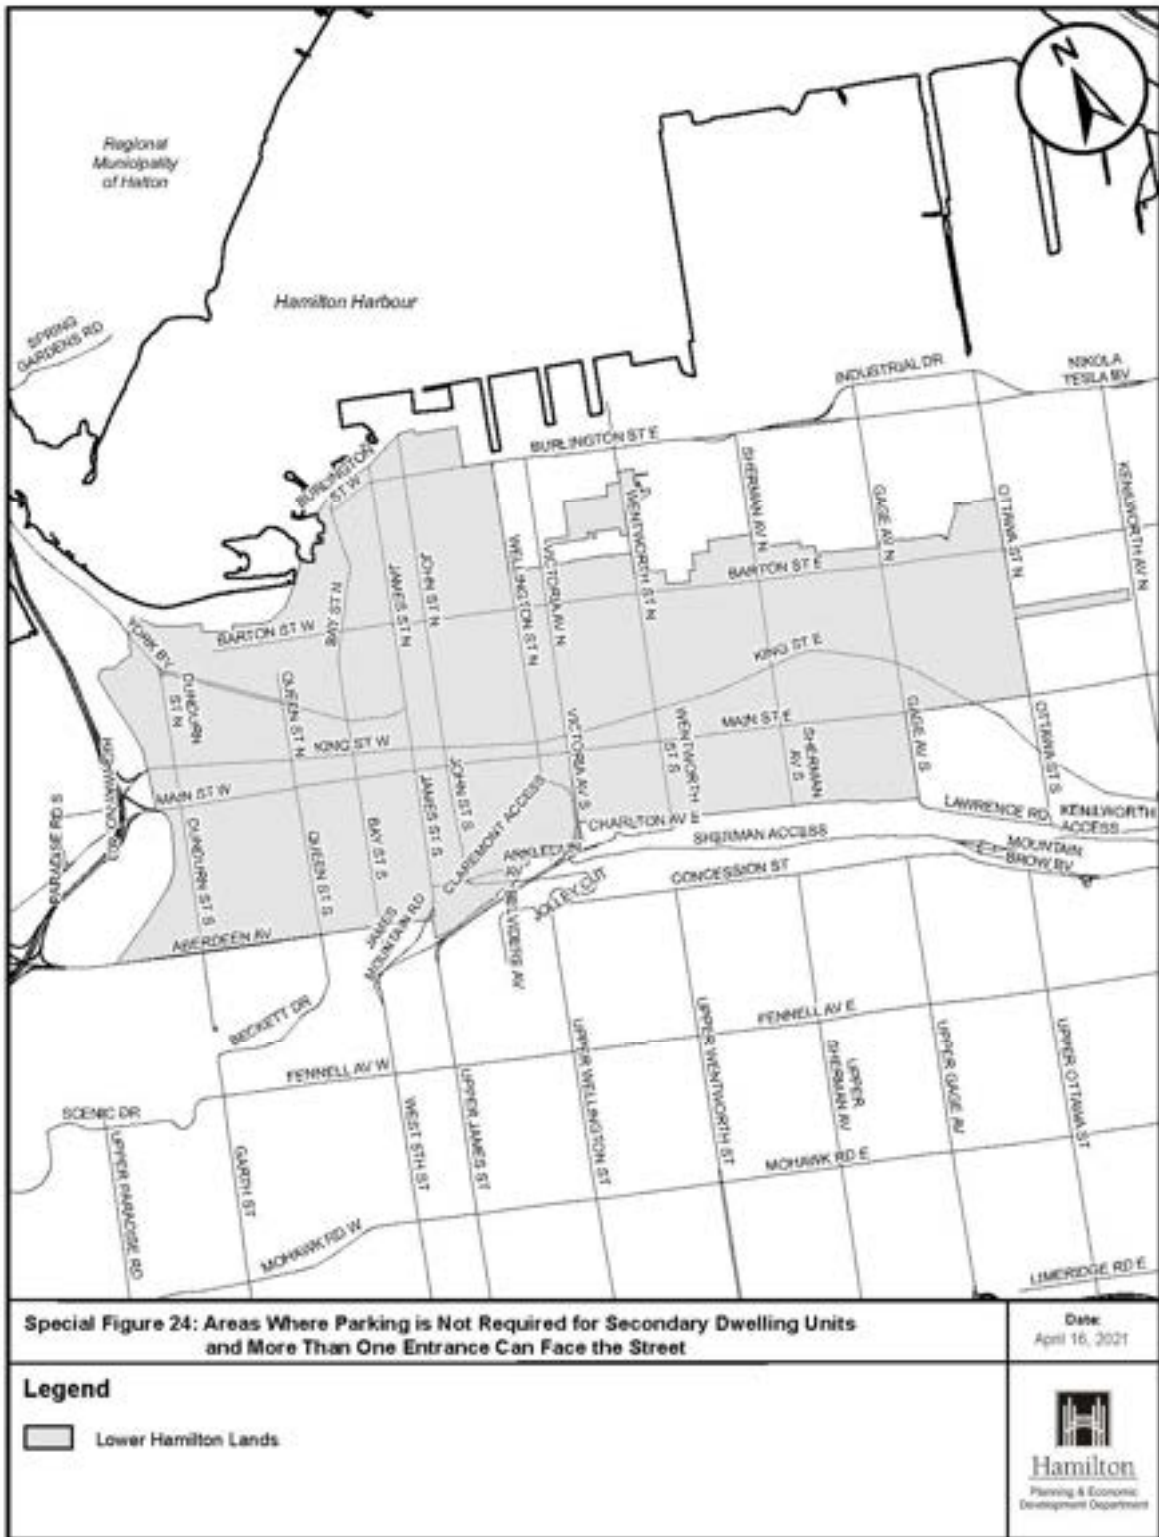 N
Regional
Municipality
of Halton
Hamilton Harbour
SPRING
GARDENS RD
INDUSTRIAL DR
NIKOLA
TESLA BV
BURLINGTON ST E
BURLINGTON
ST W
SHERMAN AV N
GAGE AV N
OTTAWA ST N
KENILWORTH AV N
WENTWORTH ST N
VICTORIA AV N
WELLINGTON ST N
JOHN ST N
JAMES ST N
BAY ST N
BARTON ST E
BARTON ST W
YORK BV
DUNDURN
ST N
QUEEN ST N
KING ST E
KING ST W
MAIN ST E
MAIN ST W
HIGHWAY NO. 403
PARADISE RD S
DUNDURN ST S
QUEEN ST S
BAY ST S
JAMES ST S
JOHN ST S
CLAREMONT ACCESS
VICTORIA AV S
WENTWORTH
ST S
SHERMAN
AV S
GAGE AV S
OTTAWA ST S
LAWRENCE RD
KENILWORTH
ACCESS
CHARLTON AV E
SHERMAN ACCESS
MOUNTAIN
BROW BV
ARKLEDUN
AV
CONCESSION ST
JOLLEY CUT
BELVIDERE AV
JAMES
MOUNTAIN RD
ABERDEEN AV
BECKETT DR
FENNELL AV E
FENNELL AV W
SCENIC DR
UPPER PARADISE RD
GARTH ST
WEST 5TH ST
UPPER JAMES ST
UPPER WELLINGTON ST
UPPER WENTWORTH ST
UPPER
SHERMAN AV
UPPER GAGE AV
UPPER OTTAWA ST
MOHAWK RD E
MOHAWK RD W
LIMERIDGE RD E
Special Figure 24: Areas Where Parking is Not Required for Secondary Dwelling Units
and More Than One Entrance Can Face the Street
Date:
April 16, 2021
Legend
Lower Hamilton Lands
Hamilton
Planning & Economic
Development Department